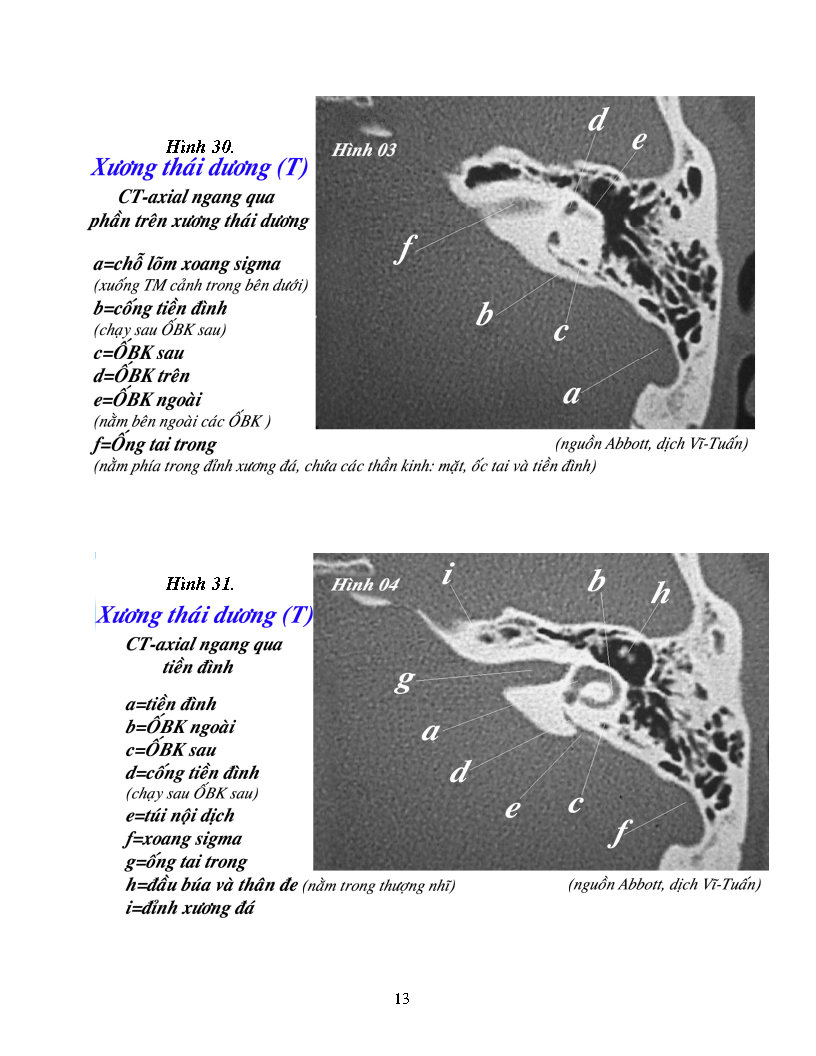 Hình 30.
Xương thái dương (T)
CT-axial ngang qua
phần trên xương thái dương
a=chỗ lõm xoang sigma
(xuống TM cảnh trong bên dưới)
b=cống tiền đình
(chạy sau ỐBK sau)
c=ỐBK sau
d=ỐBK trên
e=ỐBK ngoài
(nằm bên ngoài các ỐBK )
f=Ống tai trong
(nằm phía trong đỉnh xương đá, chứa các thần kinh: mặt, ốc tai và tiền đình)
Hình 03
d
e
f
b
c
a
(nguồn Abbott, dịch Vĩ-Tuấn)
Hình 31.
Xương thái dương (T)
CT-axial ngang qua
tiền đình
a=tiền đình
b=ỐBK ngoài
c=ỐBK sau
d=cống tiền đình
(chạy sau ỐBK sau)
e=túi nội dịch
f=xoang sigma
g=ống tai trong
h=đầu búa và thân đe (nằm trong thượng nhĩ)
i=đỉnh xương đá
Hình 04
i
b
h
g
a
d
e
c
f
(nguồn Abbott, dịch Vĩ-Tuấn)
13